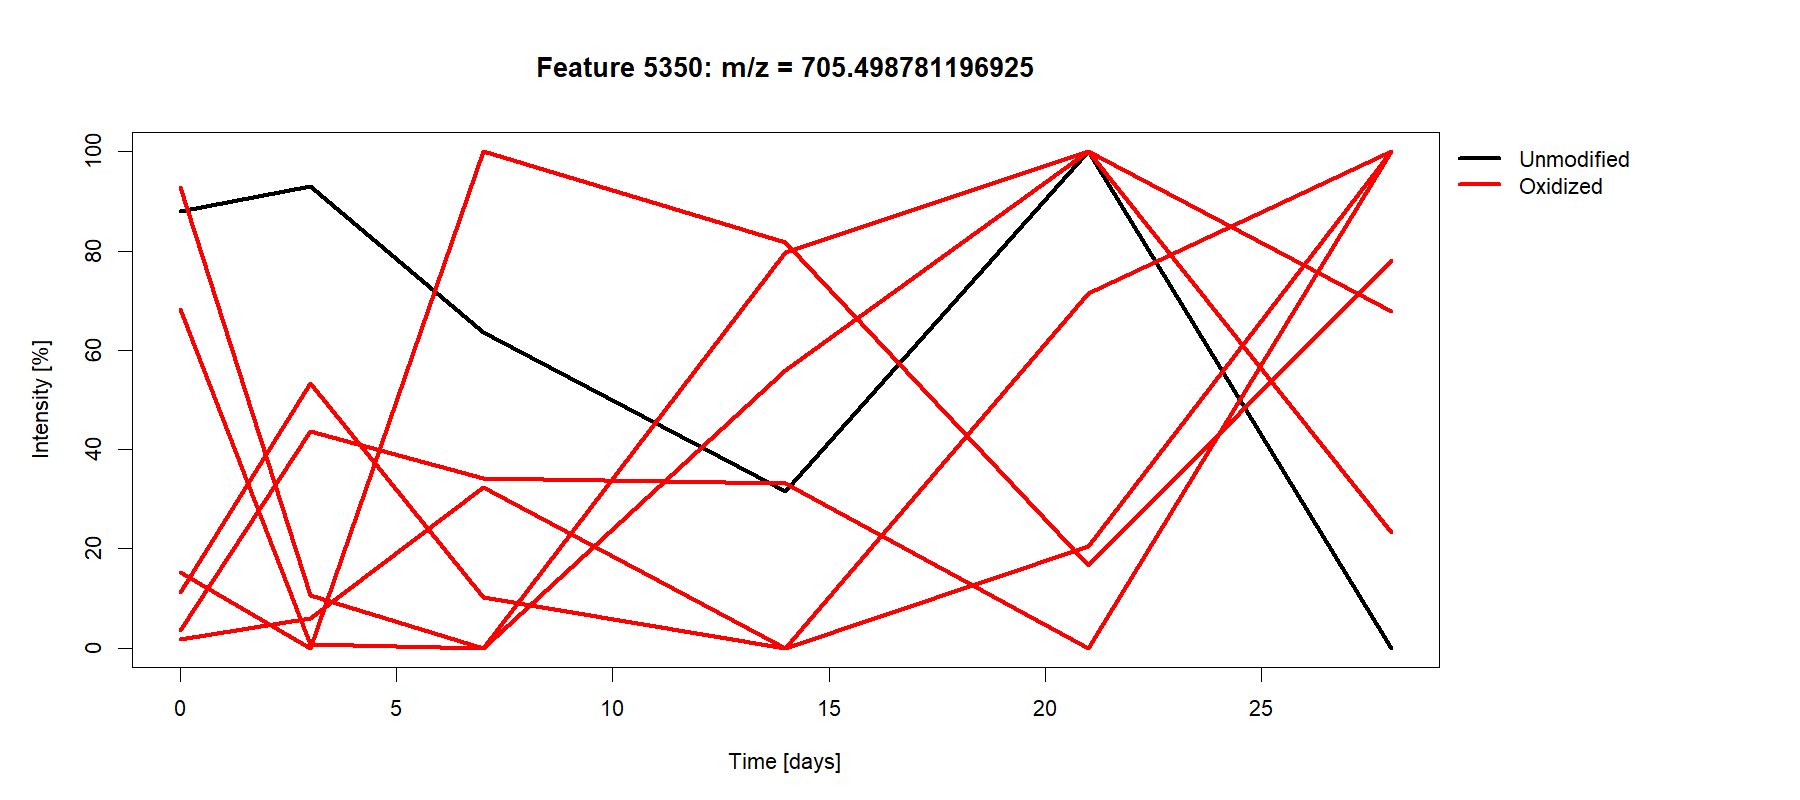 Feature 5350: m/z = 705.498781196925
Unmodified
Oxidized
Intensity [%]
100
80
60
40
20
0
0 5 10 15 20 25
Time [days]